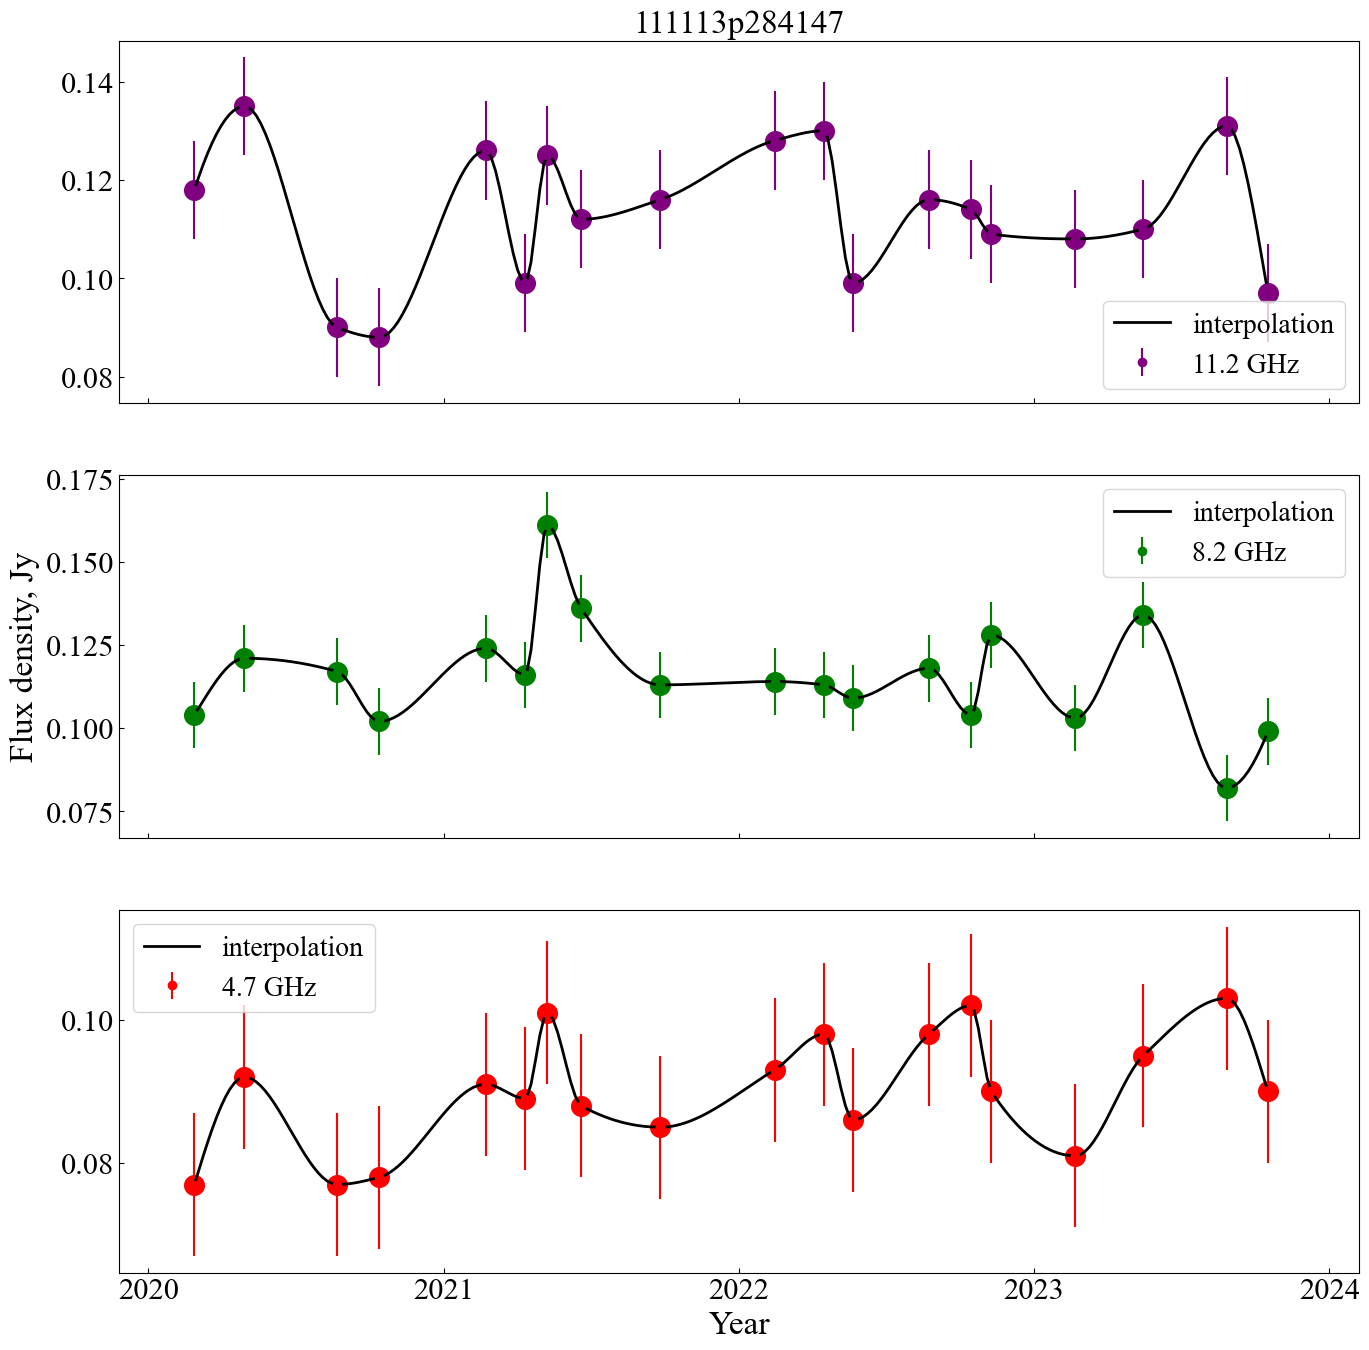 111113p284147
0.14
0.12
0.10
0.08
interpolation
11.2 GHz
0.175
0.150
0.125
0.100
0.075
interpolation
8.2 GHz
Flux density, Jy
interpolation
4.7 GHz
0.10
0.08
2020 2021 2022 2023 2024
Year